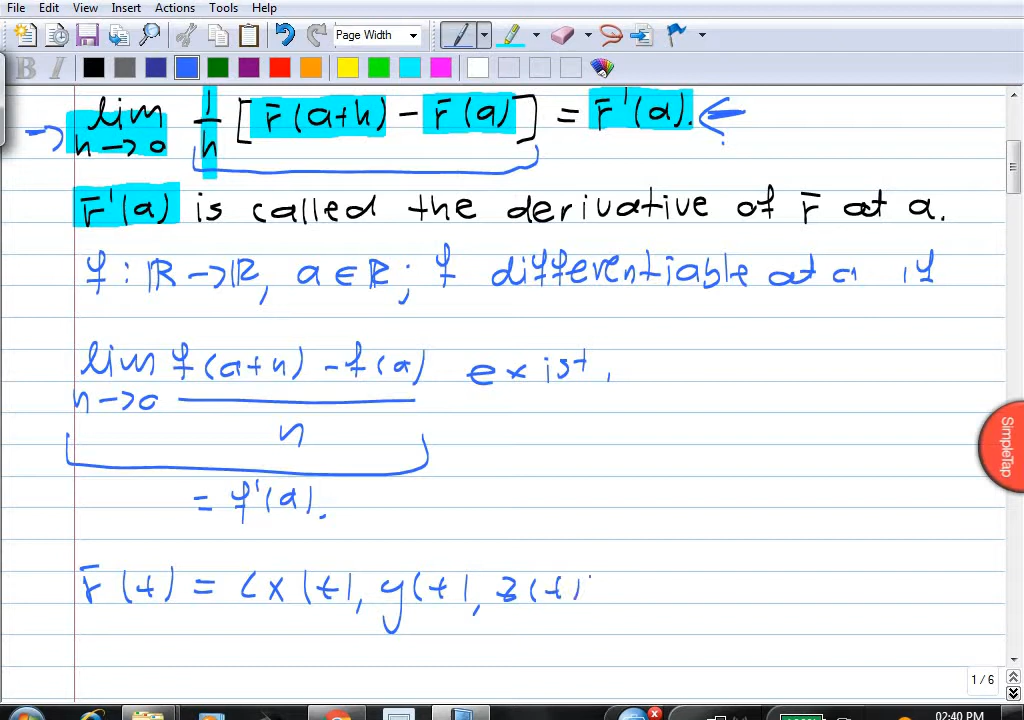 File Edit View Insert Actions Tools Help
Page Width
B I
lim h→0 1/h [r̄(a+h) − r̄(a)] = r̄'(a).
r̄'(a) is called the derivative of r̄ at a.
f : ℝ→ℝ, a∈ℝ; f differentiable at a if
lim h→0 f(a+h) − f(a) / h exist,
= f'(a).
r̄(t) = (x(t), y(t), z(t)
SimpleTap
1 / 6
02:40 PM